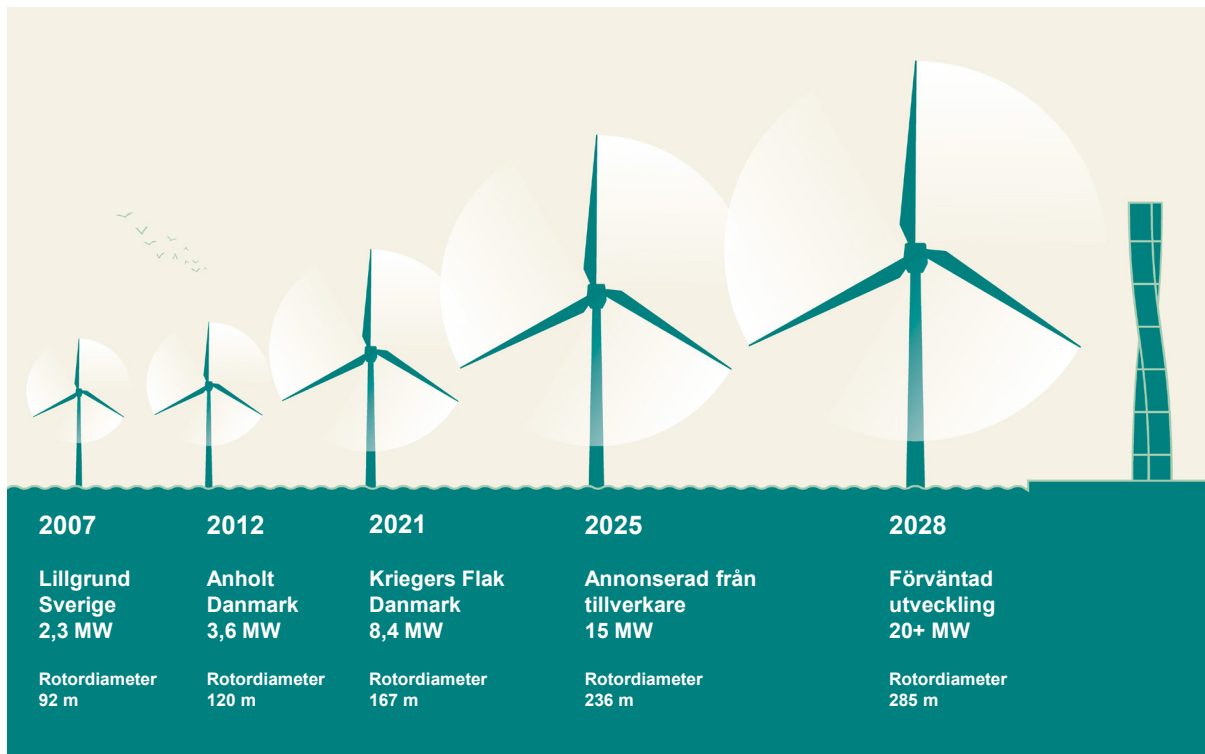 2007
Lillgrund
Sverige
2,3 MW
Rotordiameter
92 m
2012
Anholt
Danmark
3,6 MW
Rotordiameter
120 m
2021
Kriegers Flak
Danmark
8,4 MW
Rotordiameter
167 m
2025
Annonserad från
tillverkare
15 MW
Rotordiameter
236 m
2028
Förväntad
utveckling
20+ MW
Rotordiameter
285 m